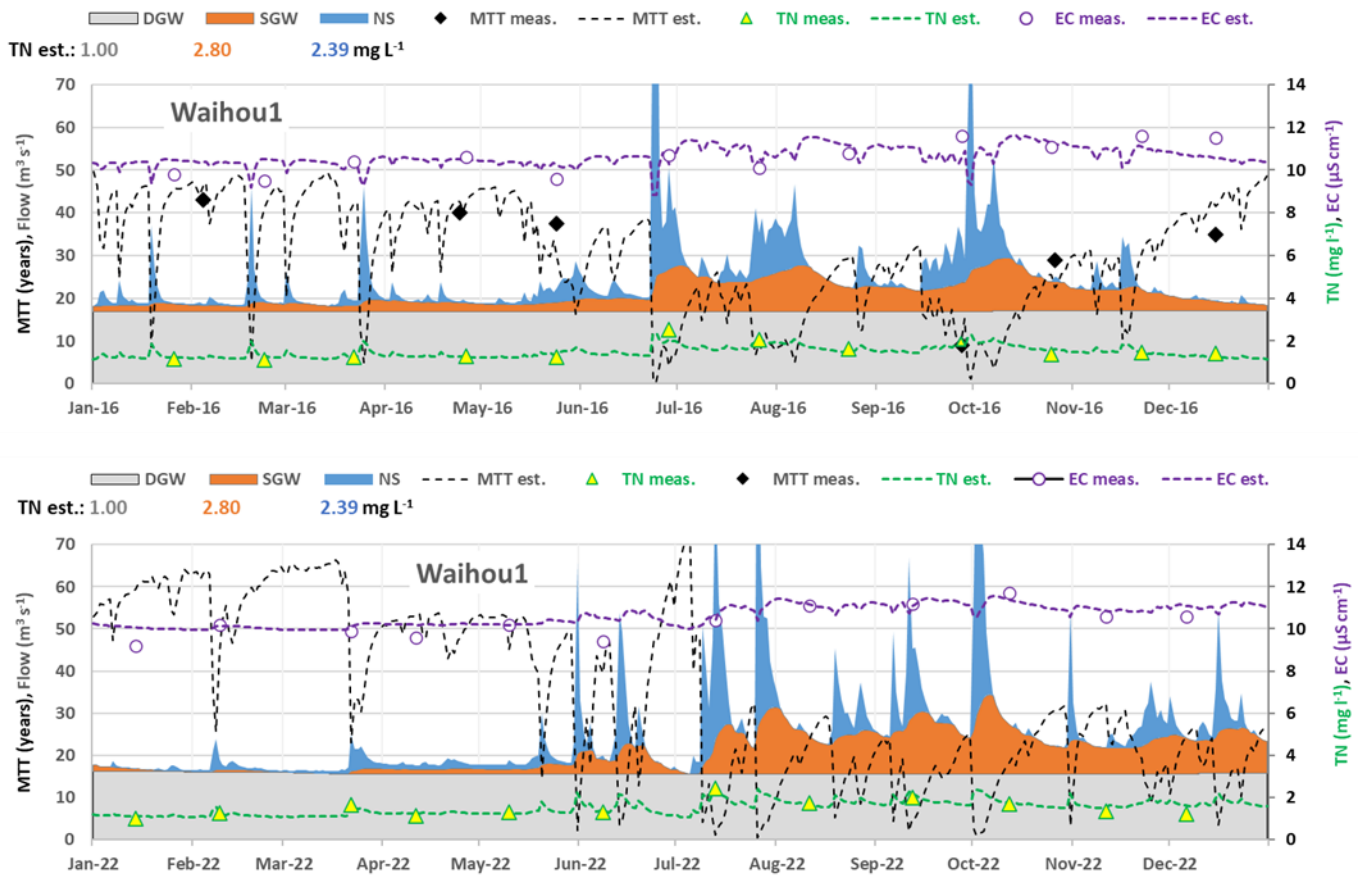 DGW SGW NS MTT meas. MTT est. TN meas. TN est. EC meas. EC est.
TN est.: 1.00 2.80 2.39 mg L⁻¹
Waihou1
MTT (years), Flow (m³ s⁻¹)
70
60
50
40
30
20
10
0
14
12
10
8
6
4
2
0
TN (mg l⁻¹), EC (µS cm⁻¹)
Jan-16 Feb-16 Mar-16 Apr-16 May-16 Jun-16 Jul-16 Aug-16 Sep-16 Oct-16 Nov-16 Dec-16
DGW SGW NS MTT est. TN meas. MTT meas. TN est. EC meas. EC est.
TN est.: 1.00 2.80 2.39 mg L⁻¹
Waihou1
MTT (years), Flow (m³ s⁻¹)
70
60
50
40
30
20
10
0
14
12
10
8
6
4
2
0
TN (mg l⁻¹), EC (µS cm⁻¹)
Jan-22 Feb-22 Mar-22 Apr-22 May-22 Jun-22 Jul-22 Aug-22 Sep-22 Oct-22 Nov-22 Dec-22